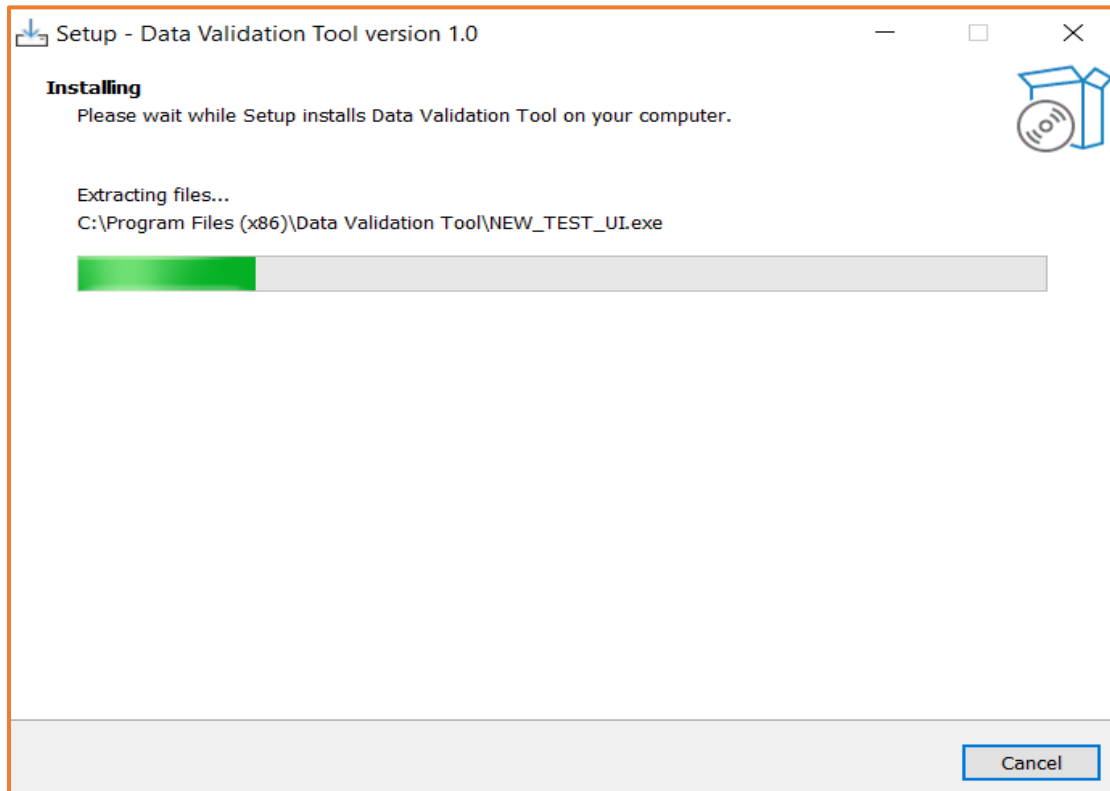 Setup - Data Validation Tool version 1.0
Installing
Please wait while Setup installs Data Validation Tool on your computer.
Extracting files...
C:\Program Files (x86)\Data Validation Tool\NEW_TEST_UI.exe
Cancel